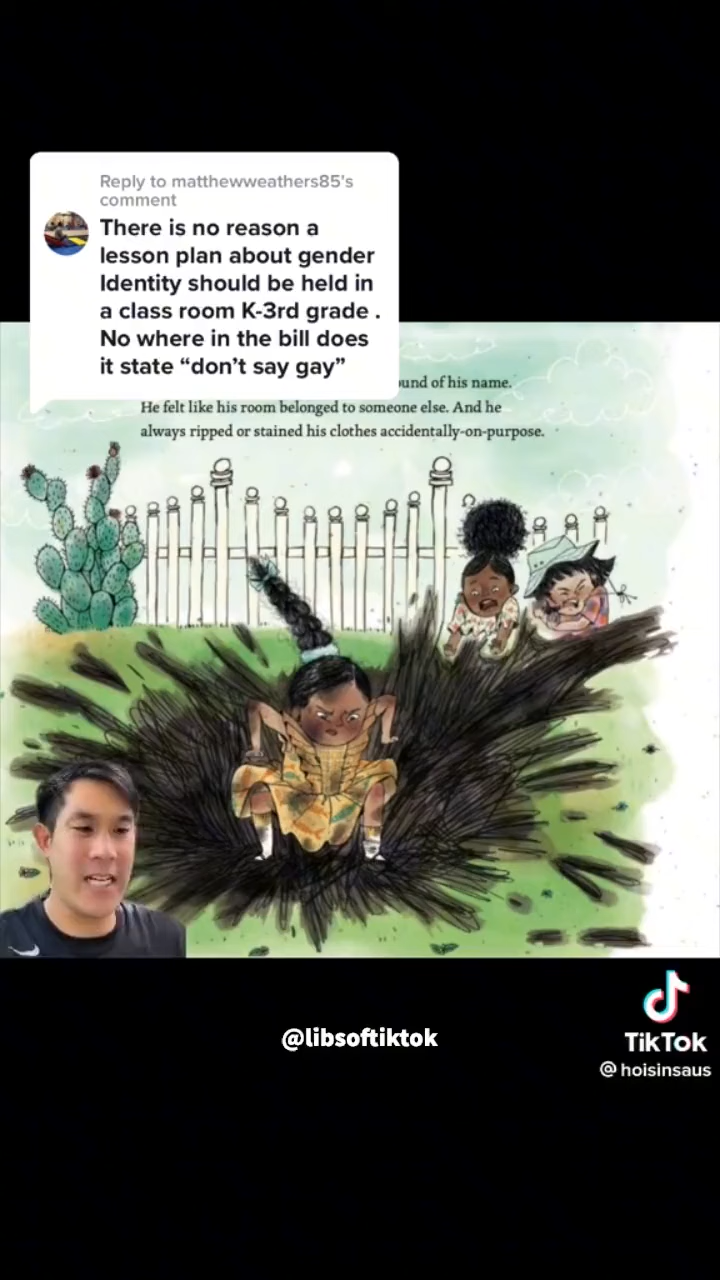 Reply to matthewweathers85's
comment
There is no reason a
lesson plan about gender
Identity should be held in
a class room K-3rd grade .
No where in the bill does
it state “don’t say gay”
of his name.
He felt like his room belonged to someone else. And he
always ripped or stained his clothes accidentally-on-purpose.
@libsoftiktok
TikTok
@hoisinsaus